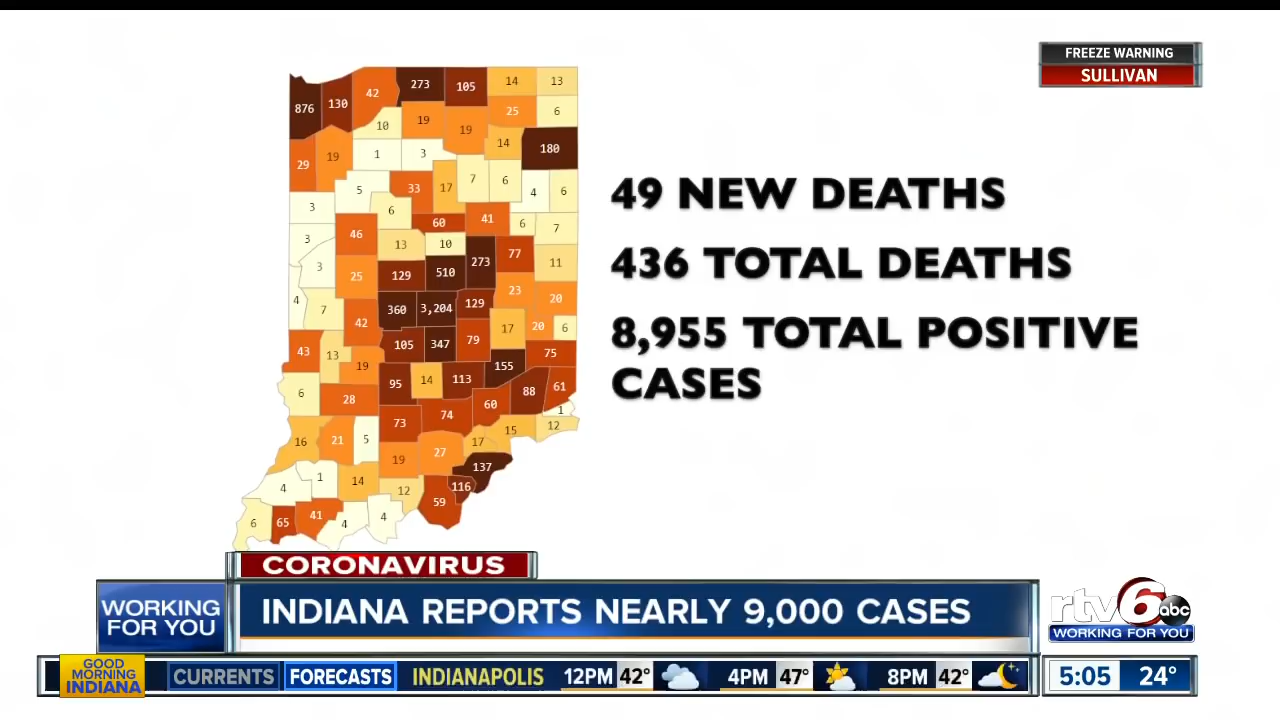 FREEZE WARNING
SULLIVAN
876 130 42 273 105 14 13
10 19 19 25 6
29 19 1 3 14 180
3 5 33 17 7 6 4 6
6 60 41 6 7
3 46 13 10 273 77 11
3 25 129 510 23 20
4 7 42 360 3,204 129 17 20 6
43 13 19 105 347 79 155 75
6 28 95 14 113 88 61
73 74 60 1
16 21 5 19 27 17 15 12
4 1 14 12 137
6 65 41 4 4 59 116
49 NEW DEATHS
436 TOTAL DEATHS
8,955 TOTAL POSITIVE
CASES
CORONAVIRUS
WORKING
FOR YOU
INDIANA REPORTS NEARLY 9,000 CASES
rtv6 abc
WORKING FOR YOU
GOOD
MORNING
INDIANA
CURRENTS FORECASTS INDIANAPOLIS 12PM 42° 4PM 47° 8PM 42°
5:05 24°